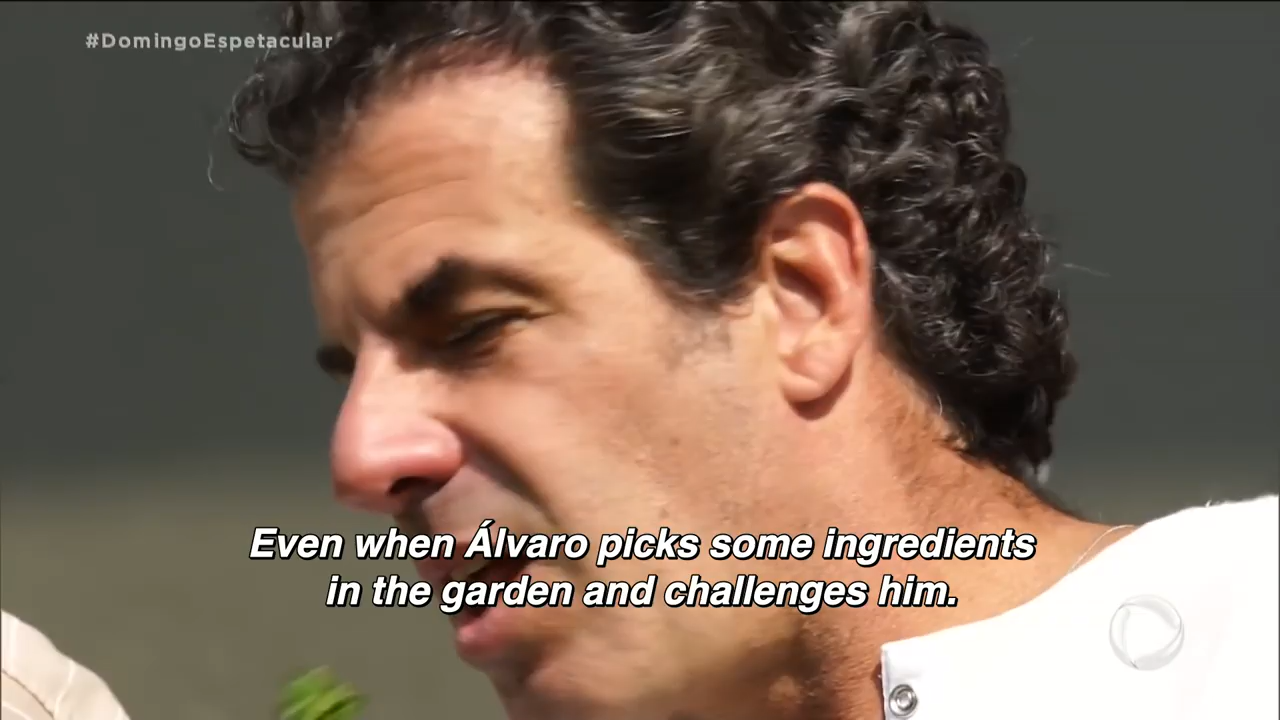 #DomingoEspetacular
Even when Álvaro picks some ingredients
in the garden and challenges him.